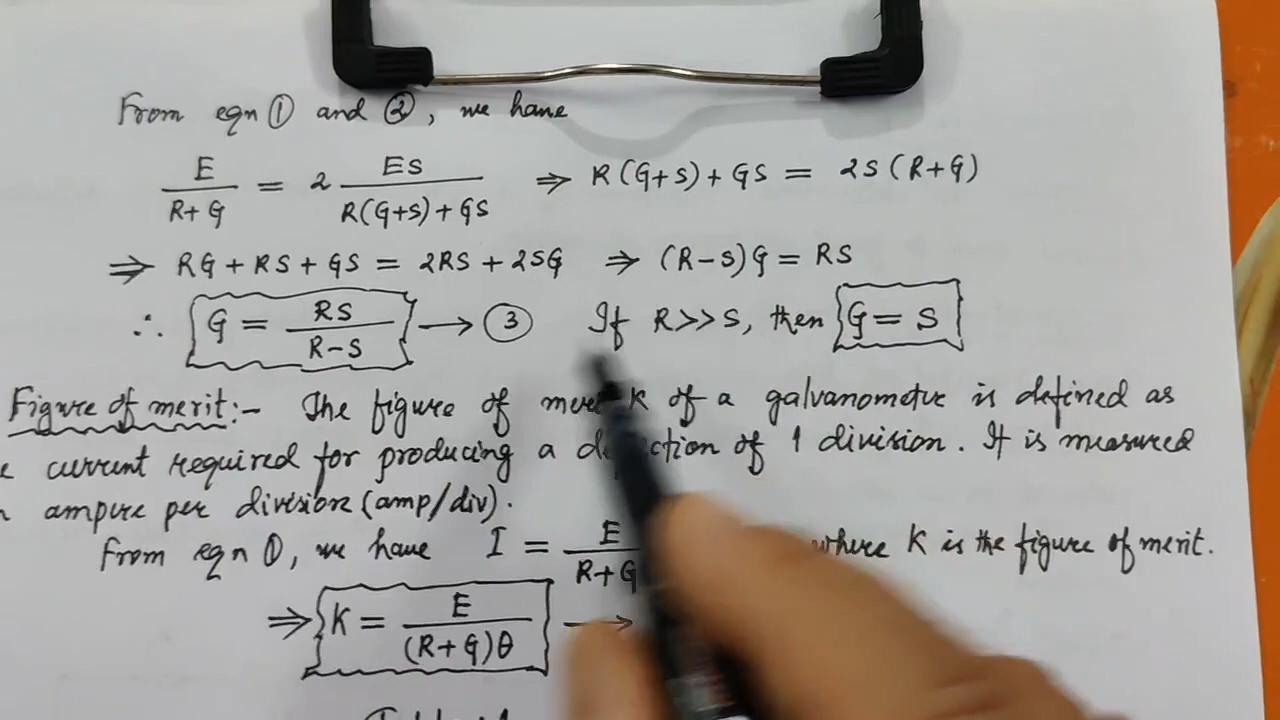 From eqn ① and ②, we have
E/(R+G) = 2 ES/(R(G+S)+GS) ⇒ R(G+S)+GS = 2S(R+G)
⇒ RG+RS+GS = 2RS+2SG ⇒ (R-S)G = RS
∴ G = RS/(R-S) → ③ If R>>S, then G = S
Figure of merit:- The figure of K of a galvanometer is defined as
current required for producing a of 1 division. It is measured
ampere per division (amp/div).
From eqn ①, we have I = E/(R+G) where K is the figure of merit.
⇒ K = E/((R+G)θ) →